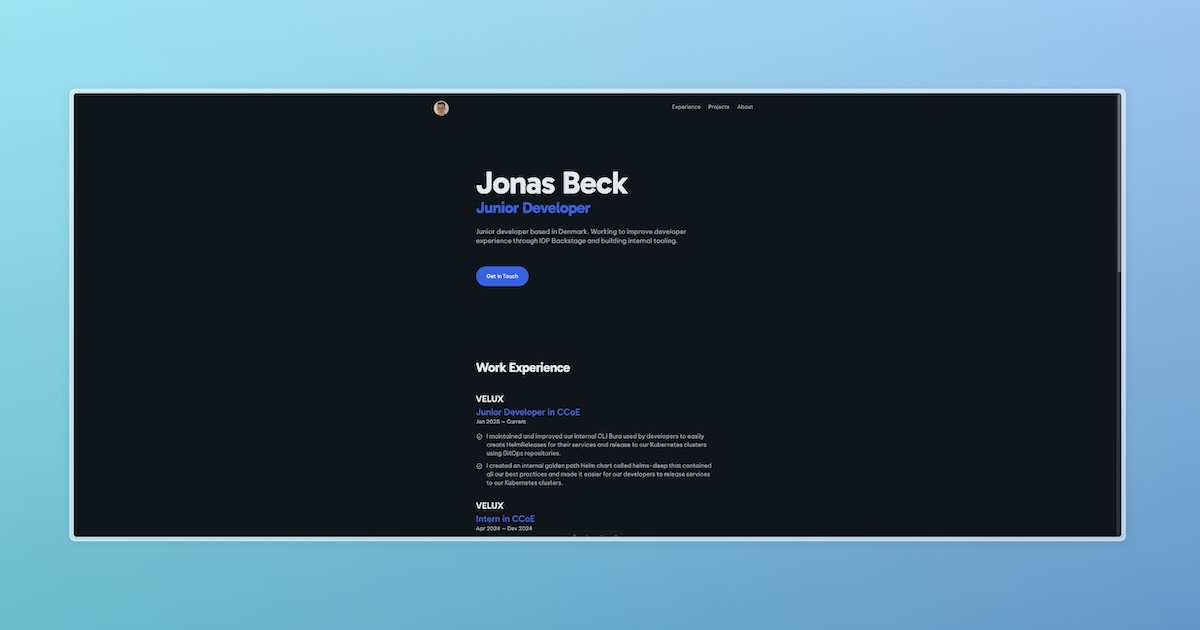 Experience Projects About
Jonas Beck
Junior Developer
Junior developer based in Denmark. Working to improve developer
experience through IDP Backstage and building internal tooling.
Get in Touch
Work Experience
VELUX
Junior Developer in CCoE
Jan 2025 — Current
I maintained and improved our internal CLI Bura used by developers to easily
create HelmReleases for their services and release to our Kubernetes clusters
using GitOps repositories.
I created an internal golden path Helm chart called helms-deep that contained
all our best practices and made it easier for our developers to release services
to our Kubernetes clusters.
VELUX
Intern in CCoE
Apr 2024 — Dev 2024